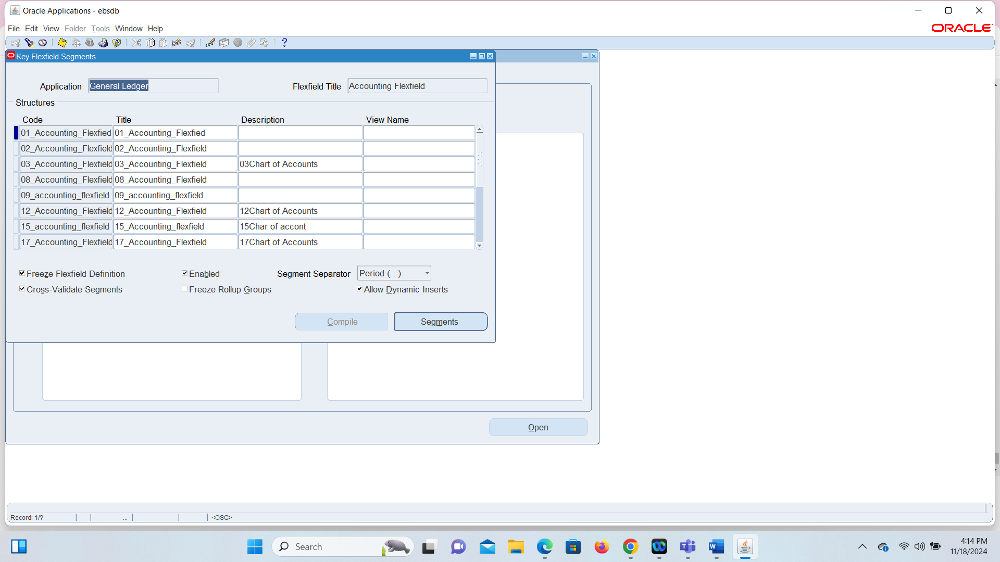 Oracle Applications - ebsdb
File Edit View Folder Tools Window Help
ORACLE
Key Flexfield Segments
Application General Ledger Flexfield Title Accounting Flexfield
Structures
Code Title Description View Name
01_Accounting_Flexfied 01_Accounting_Flexfied
02_Accounting_Flexfield 02_Accounting_Flexfield
03_Accounting_Flexfield 03_Accounting_Flexfield 03Chart of Accounts
08_Accounting_Flexfield 08_Accounting_Flexfield
09_accounting_flexfield 09_accounting_flexfield
12_Accounting_Flexfield 12_Accounting_Flexfield 12Chart of Accounts
15_accounting_flexfield 15_Accounting_flexfield 15Char of accont
17_Accounting_Flexfield 17_Accounting_Flexfield 17Chart of Accounts
Freeze Flexfield Definition Enabled Segment Separator Period ( . )
Cross-Validate Segments Freeze Rollup Groups Allow Dynamic Inserts
Compile Segments
Open
Record: 1/? ... <OSC>
Search
4:14 PM
11/18/2024